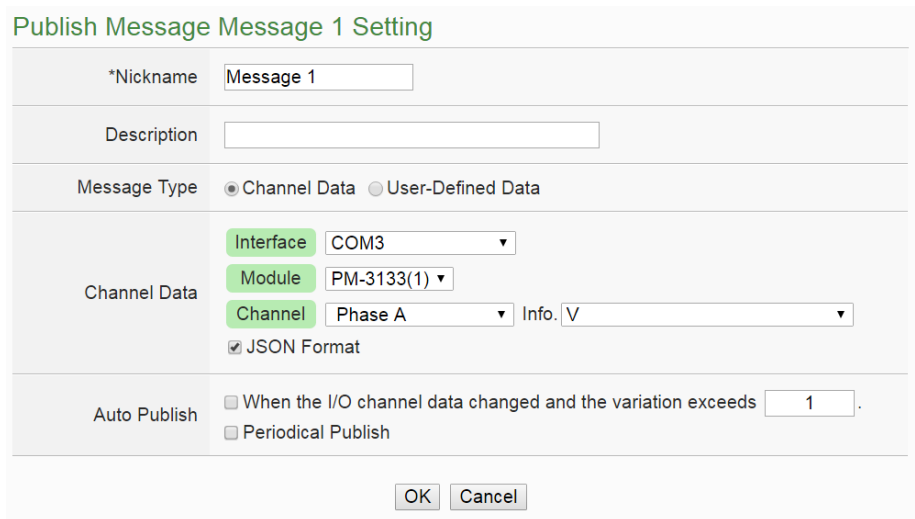 Publish Message Message 1 Setting
*Nickname Message 1
Description
Message Type Channel Data User-Defined Data
Interface COM3
Module PM-3133(1)
Channel Data
Channel Phase A Info. V
JSON Format
When the I/O channel data changed and the variation exceeds 1 .
Auto Publish
Periodical Publish
OK Cancel